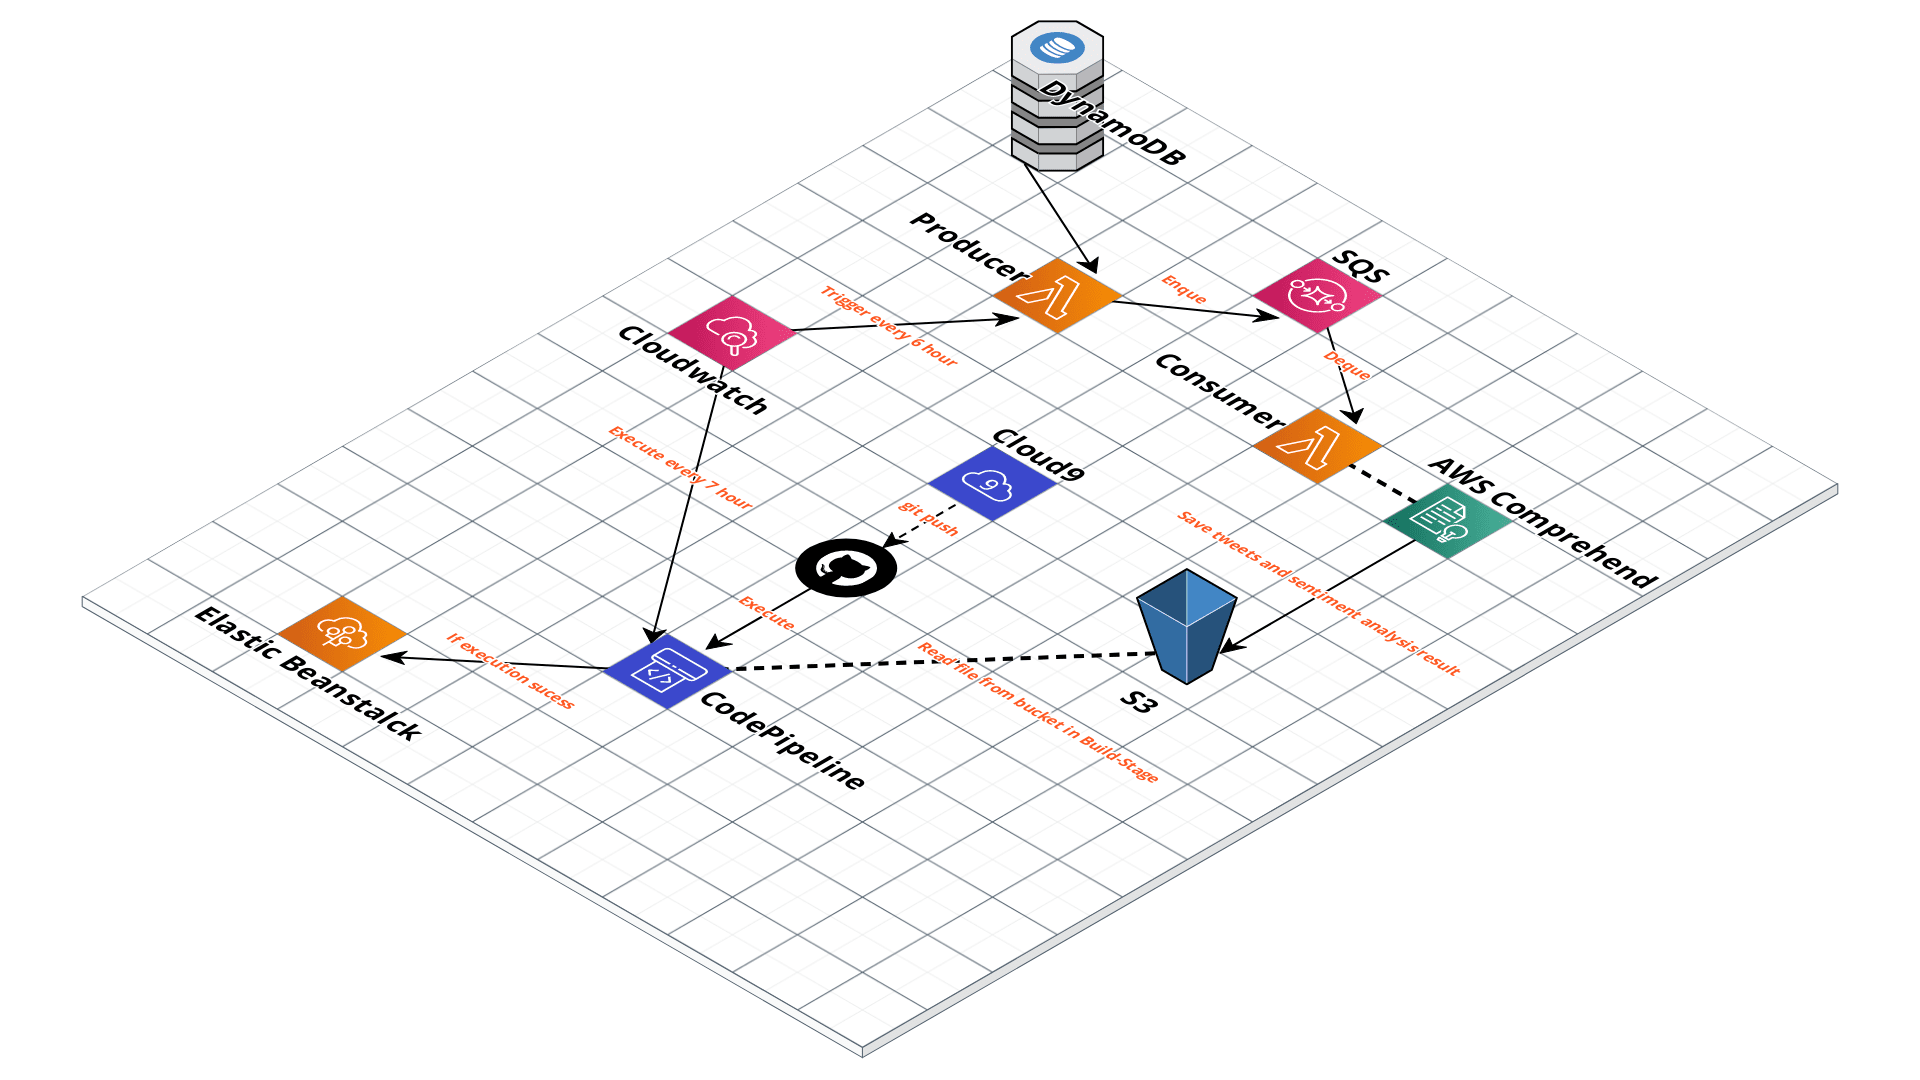 DynamoDB
Producer
Enque
SQS
Trigger every 6 hour
Cloudwatch
Deque
Consumer
Execute every 7 hour
Cloud9
9
git push
AWS Comprehend
Save tweets and sentiment analysis result
Execute
Elastic Beanstalck
If execution sucess
</>
CodePipeline
Read file from bucket in Build-Stage
S3